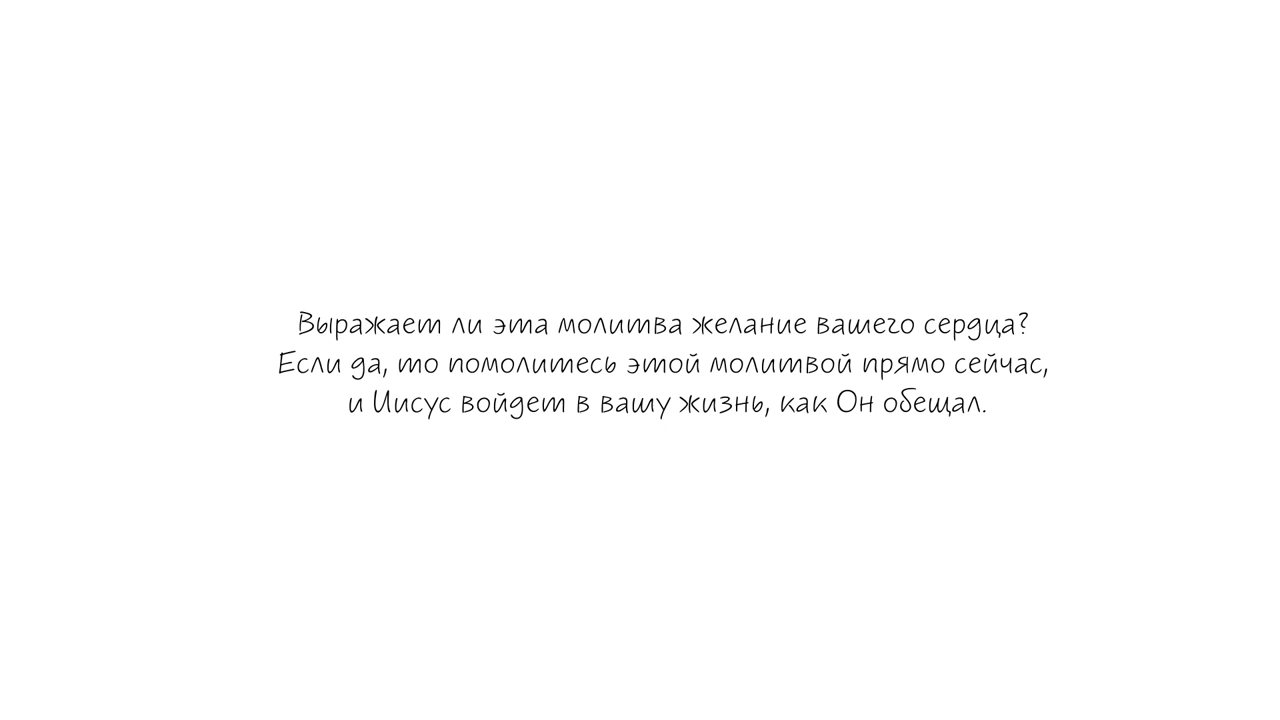 Выражает ли эта молитва желание вашего сердца?
Если да, то помолитесь этой молитвой прямо сейчас,
и Иисус войдет в вашу жизнь, как Он обещал.